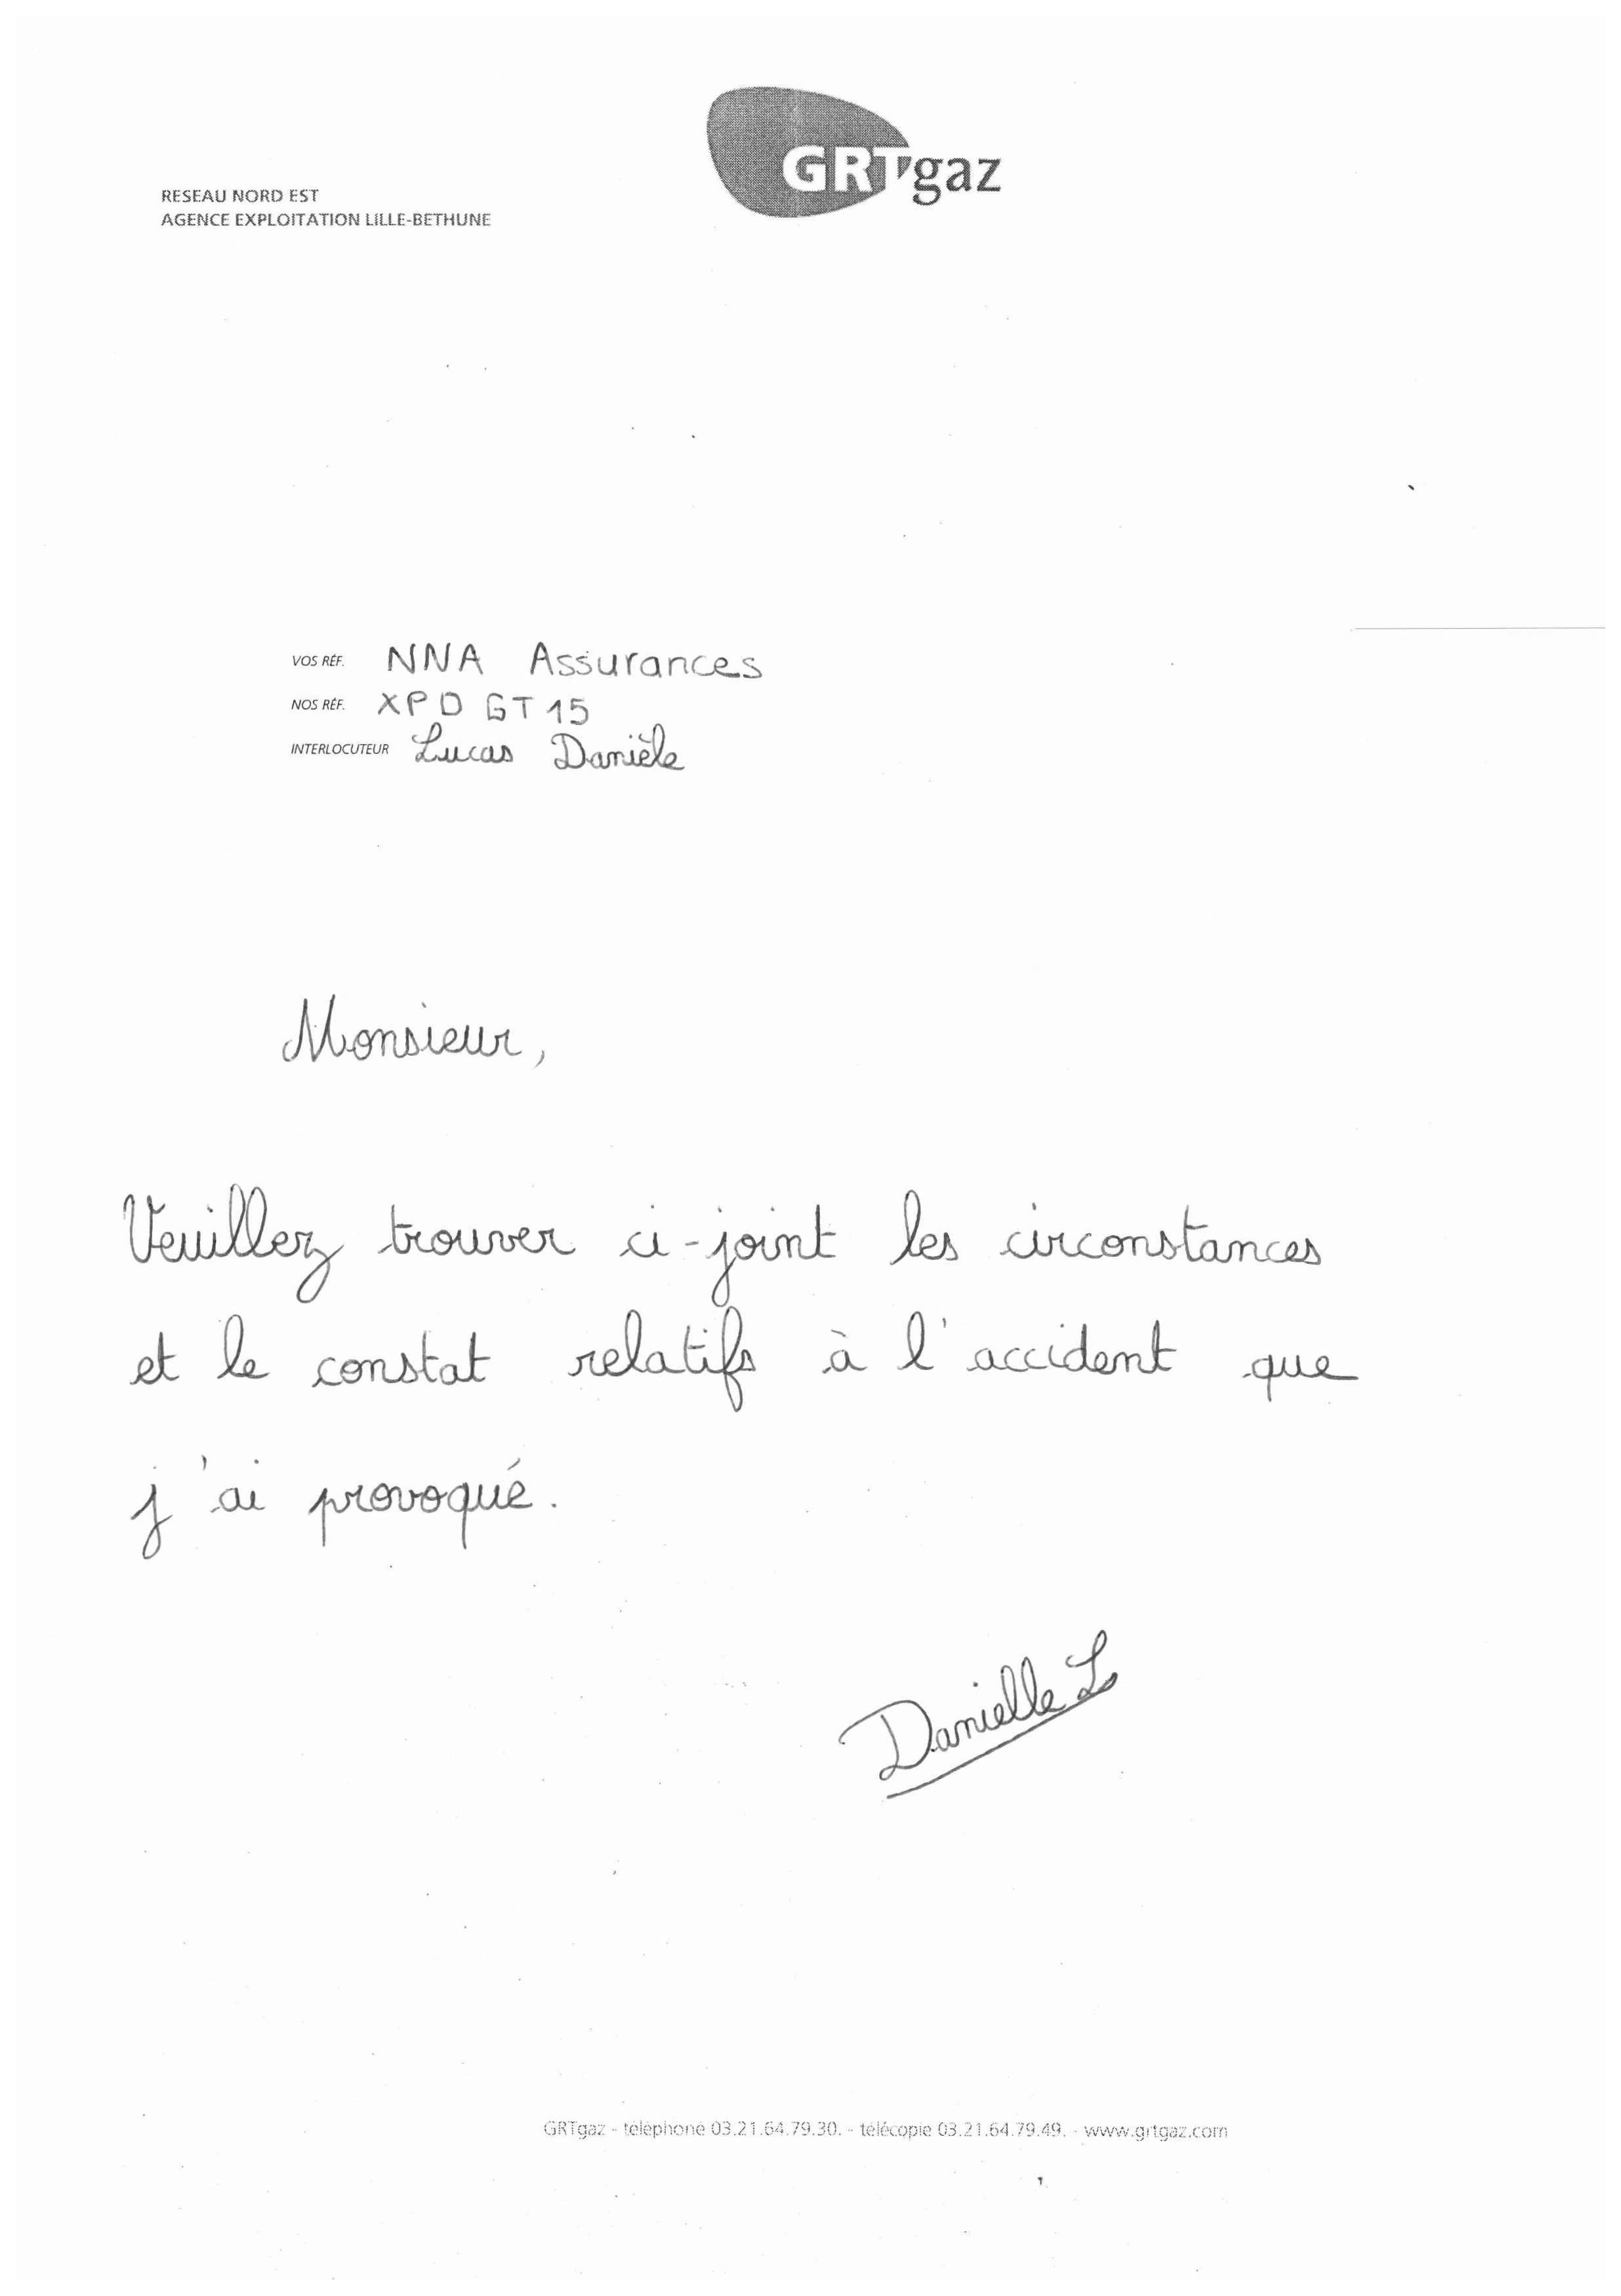 GRTgaz
RESEAU NORD EST
AGENCE EXPLOITATION LILLE-BETHUNE
VOS RÉF. NNA Assurances
NOS RÉF. XPD GT 15
INTERLOCUTEUR Lucas Danièle
Monsieur,
Veuillez trouver ci-joint les circonstances
et le constat relatifs à l'accident que
j'ai provoqué.
Danielle L
GRTgaz - téléphone 03.21.64.79.30. - télécopie 03.21.64.79.49. - www.grtgaz.com